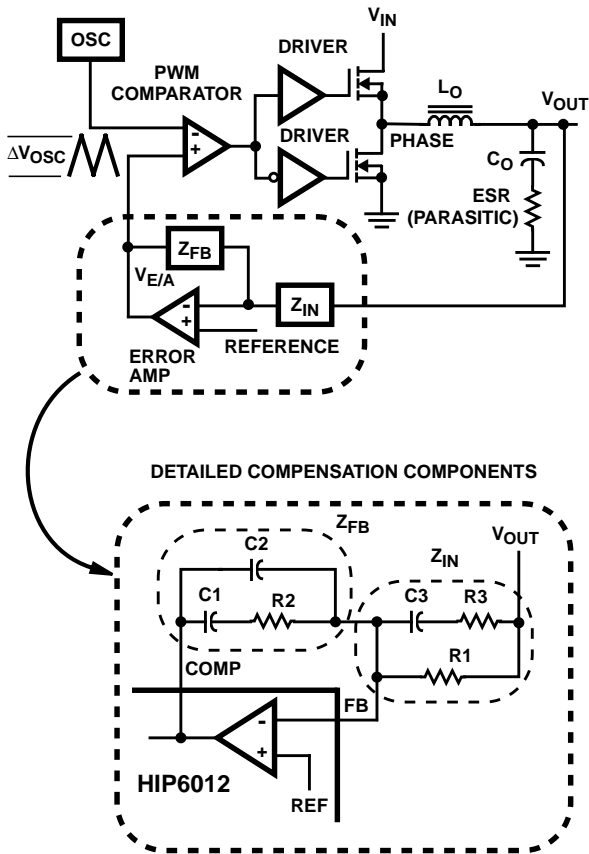 OSC
PWM
COMPARATOR
DRIVER
V_IN
L_O
V_OUT
ΔV_OSC
-
+
DRIVER
PHASE
C_O
ESR
(PARASITIC)
Z_FB
V_E/A
-
+
Z_IN
REFERENCE
ERROR
AMP
DETAILED COMPENSATION COMPONENTS
Z_FB
V_OUT
C2
Z_IN
C1
R2
C3
R3
R1
COMP
FB
-
+
HIP6012
REF